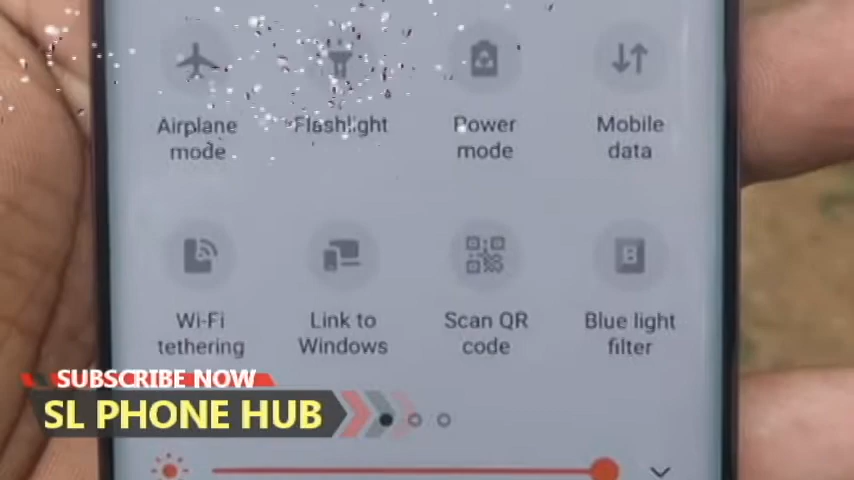 Airplane mode
Flashlight
Power mode
Mobile data
Wi-Fi tethering
Link to Windows
Scan QR code
B
Blue light filter
SUBSCRIBE NOW
SL PHONE HUB